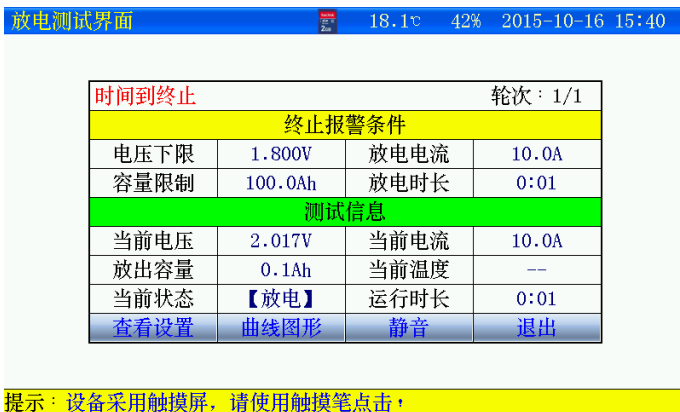 放电测试界面 18.1℃ 42% 2015-10-16 15:40
时间到终止 轮次：1/1
终止报警条件
电压下限 1.800V 放电电流 10.0A
容量限制 100.0Ah 放电时长 0:01
测试信息
当前电压 2.017V 当前电流 10.0A
放出容量 0.1Ah 当前温度 --
当前状态 【放电】 运行时长 0:01
查看设置 曲线图形 静音 退出
提示：设备采用触摸屏，请使用触摸笔点击！